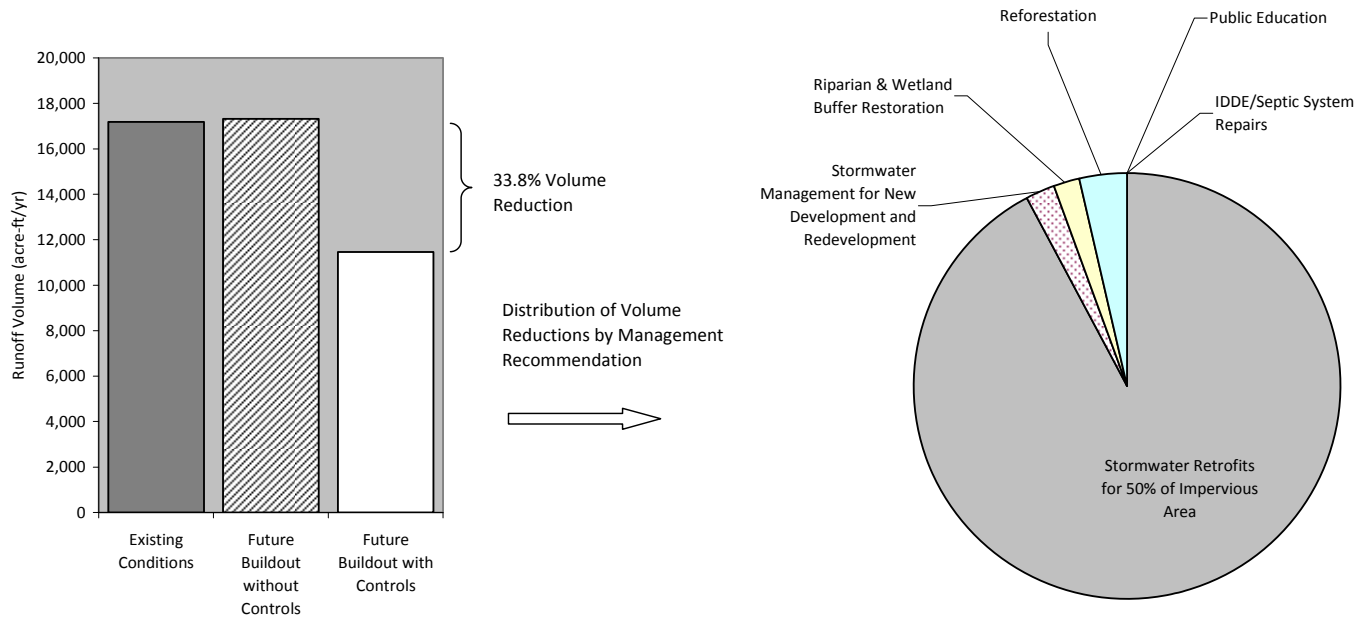 20,000
18,000
16,000
14,000
12,000
10,000
8,000
6,000
4,000
2,000
0
Runoff Volume (acre-ft/yr)
Existing
Conditions
Future
Buildout
without
Controls
Future
Buildout with
Controls
33.8% Volume
Reduction
Distribution of Volume
Reductions by Management
Recommendation
Reforestation
Public Education
Riparian & Wetland
Buffer Restoration
IDDE/Septic System
Repairs
Stormwater
Management for New
Development and
Redevelopment
Stormwater Retrofits
for 50% of Impervious
Area